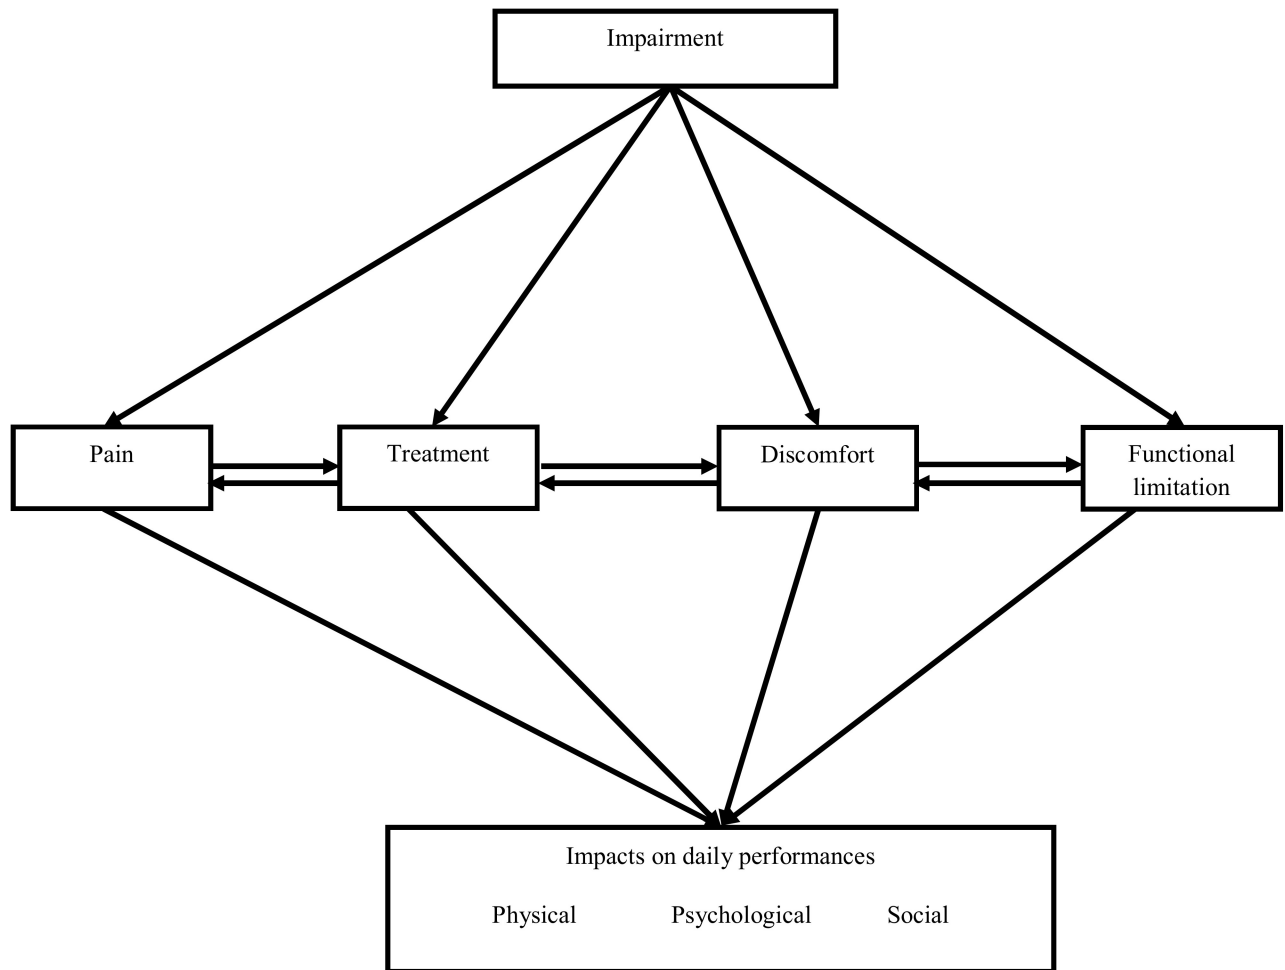 Impairment
Pain
Treatment
Discomfort
Functional
limitation
Impacts on daily performances
Physical Psychological Social